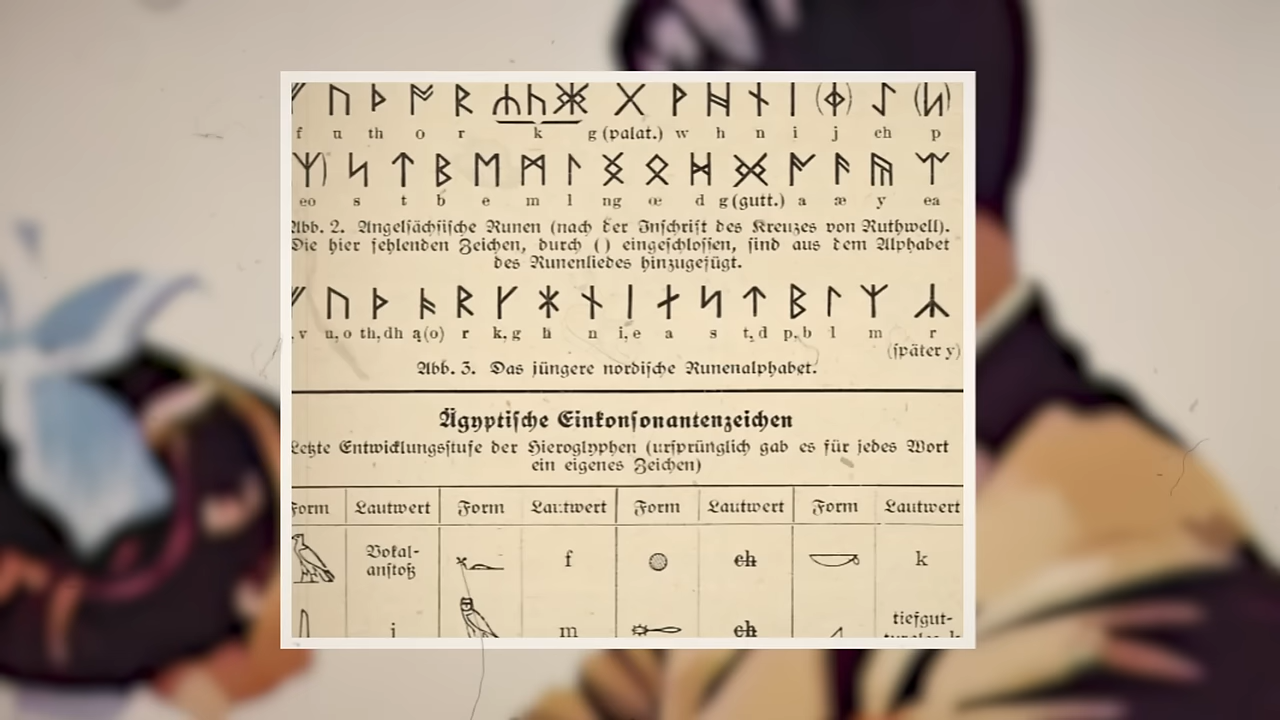 ᚠ ᚢ ᚦ ᚩ ᚱ ᛣᚳᛤ ᚷ ᚹ ᚻ ᚾ ᛁ (ᛄ) ᛇ (ᛋ)
f u th o r k g (palat.) w h n i j ch p
ᛉ) ᛋ ᛏ ᛒ ᛖ ᛗ ᛚ ᛝ ᛟ ᛞ ᚸ ᚪ ᚫ ᚣ ᛠ
eo s t b e m l ng œ d g (gutt.) a æ y ea
Abb. 2. Angelsächsische Runen (nach der Inschrift des Kreuzes von Ruthwell).
Die hier fehlenden Zeichen, durch ( ) eingeschlossen, sind aus dem Alphabet
des Runenliedes hinzugefügt.
ᚠ ᚢ ᚦ ᚬ ᚱ ᚴ ᚼ ᚾ ᛁ ᛅ ᛋ ᛏ ᛒ ᛚ ᛉ ᛦ
, v u, o th, dh ą(o) r k, g h n i, e a s t, d p, b l m r
(später y)
Abb. 3. Das jüngere nordische Runenalphabet.
Ägyptische Einkonsonantenzeichen
Letzte Entwicklungsstufe der Hieroglyphen (ursprünglich gab es für jedes Wort
ein eigenes Zeichen)
Form Lautwert Form Lautwert Form Lautwert Form Lautwert
Vokal-
anstoß f ch k
i m ch tiefgut-